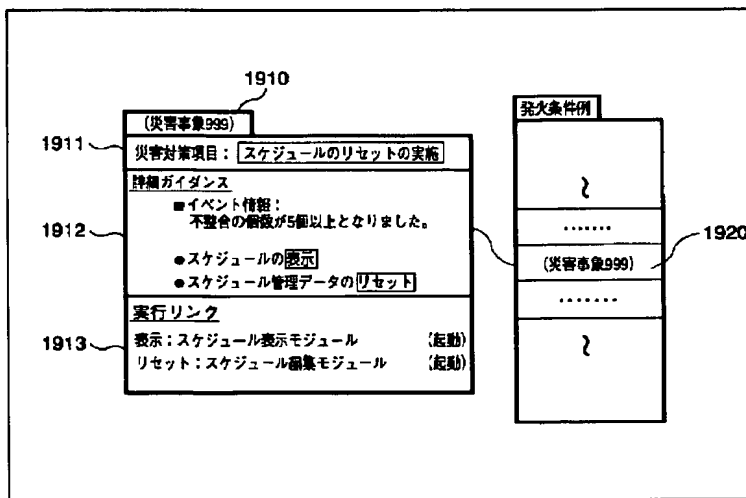 1910
(災害事象999)
1911
災害対策項目： スケジュールのリセットの実施
詳細ガイダンス
■イベント情報：
不整合の個数が5個以上となりました。
1912
●スケジュールの表示
●スケジュール管理データのリセット
実行リンク
1913
表示：スケジュール表示モジュール (起動)
リセット：スケジュール編集モジュール (起動)
発火条件例
〜
.......
(災害事象999)
1920
.......
〜